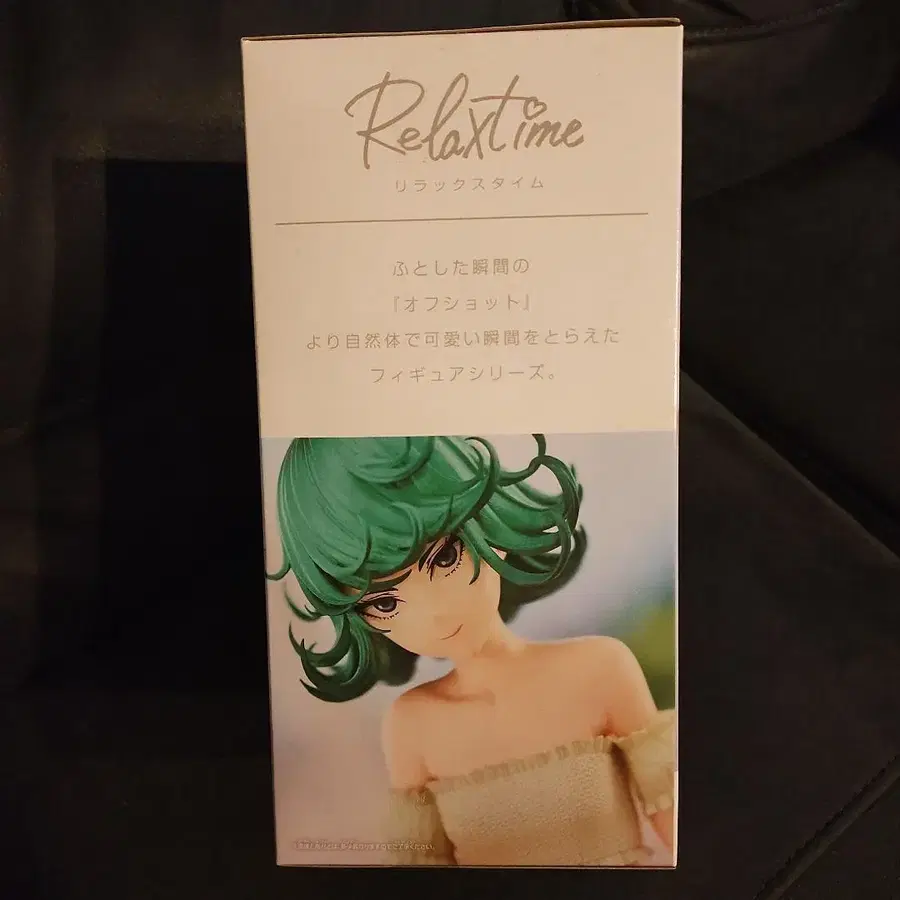 Relaxtime
リラックスタイム
ふとした瞬間の
『オフショット』
より自然体で可愛い瞬間をとらえた
フィギュアシリーズ。